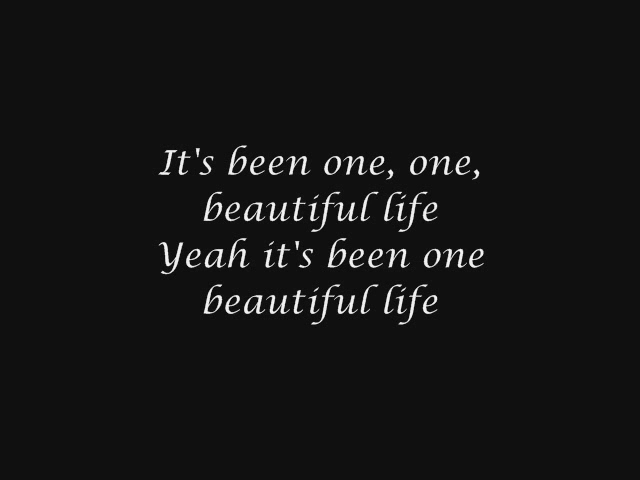 It's been one, one,
beautiful life
Yeah it's been one
beautiful life